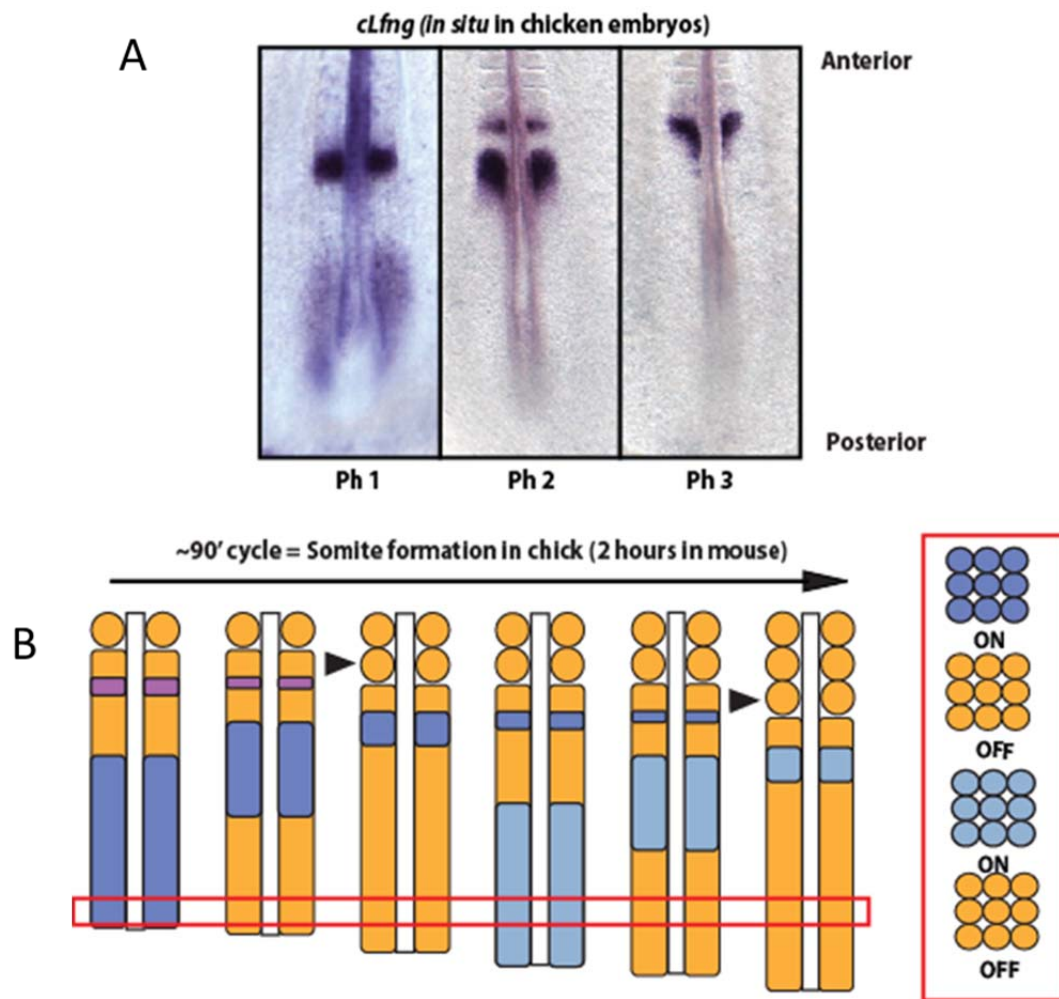 cLfng (in situ in chicken embryos)
A
Anterior
Posterior
Ph 1
Ph 2
Ph 3
~90’ cycle = Somite formation in chick (2 hours in mouse)
B
ON
OFF
ON
OFF